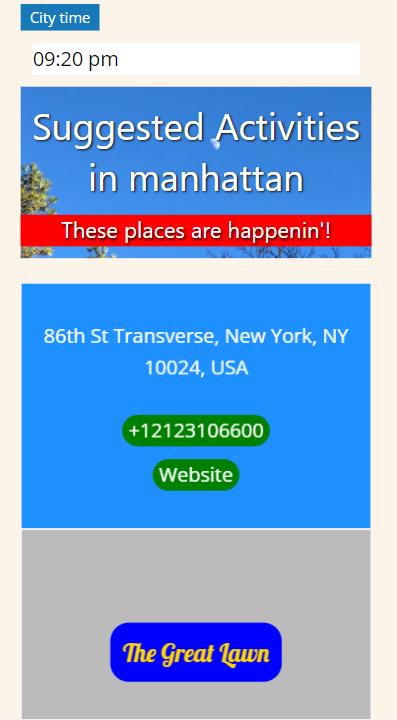 City time
09:20 pm
Suggested Activities
in manhattan
These places are happenin'!
86th St Transverse, New York, NY
10024, USA
+12123106600
Website
The Great Lawn